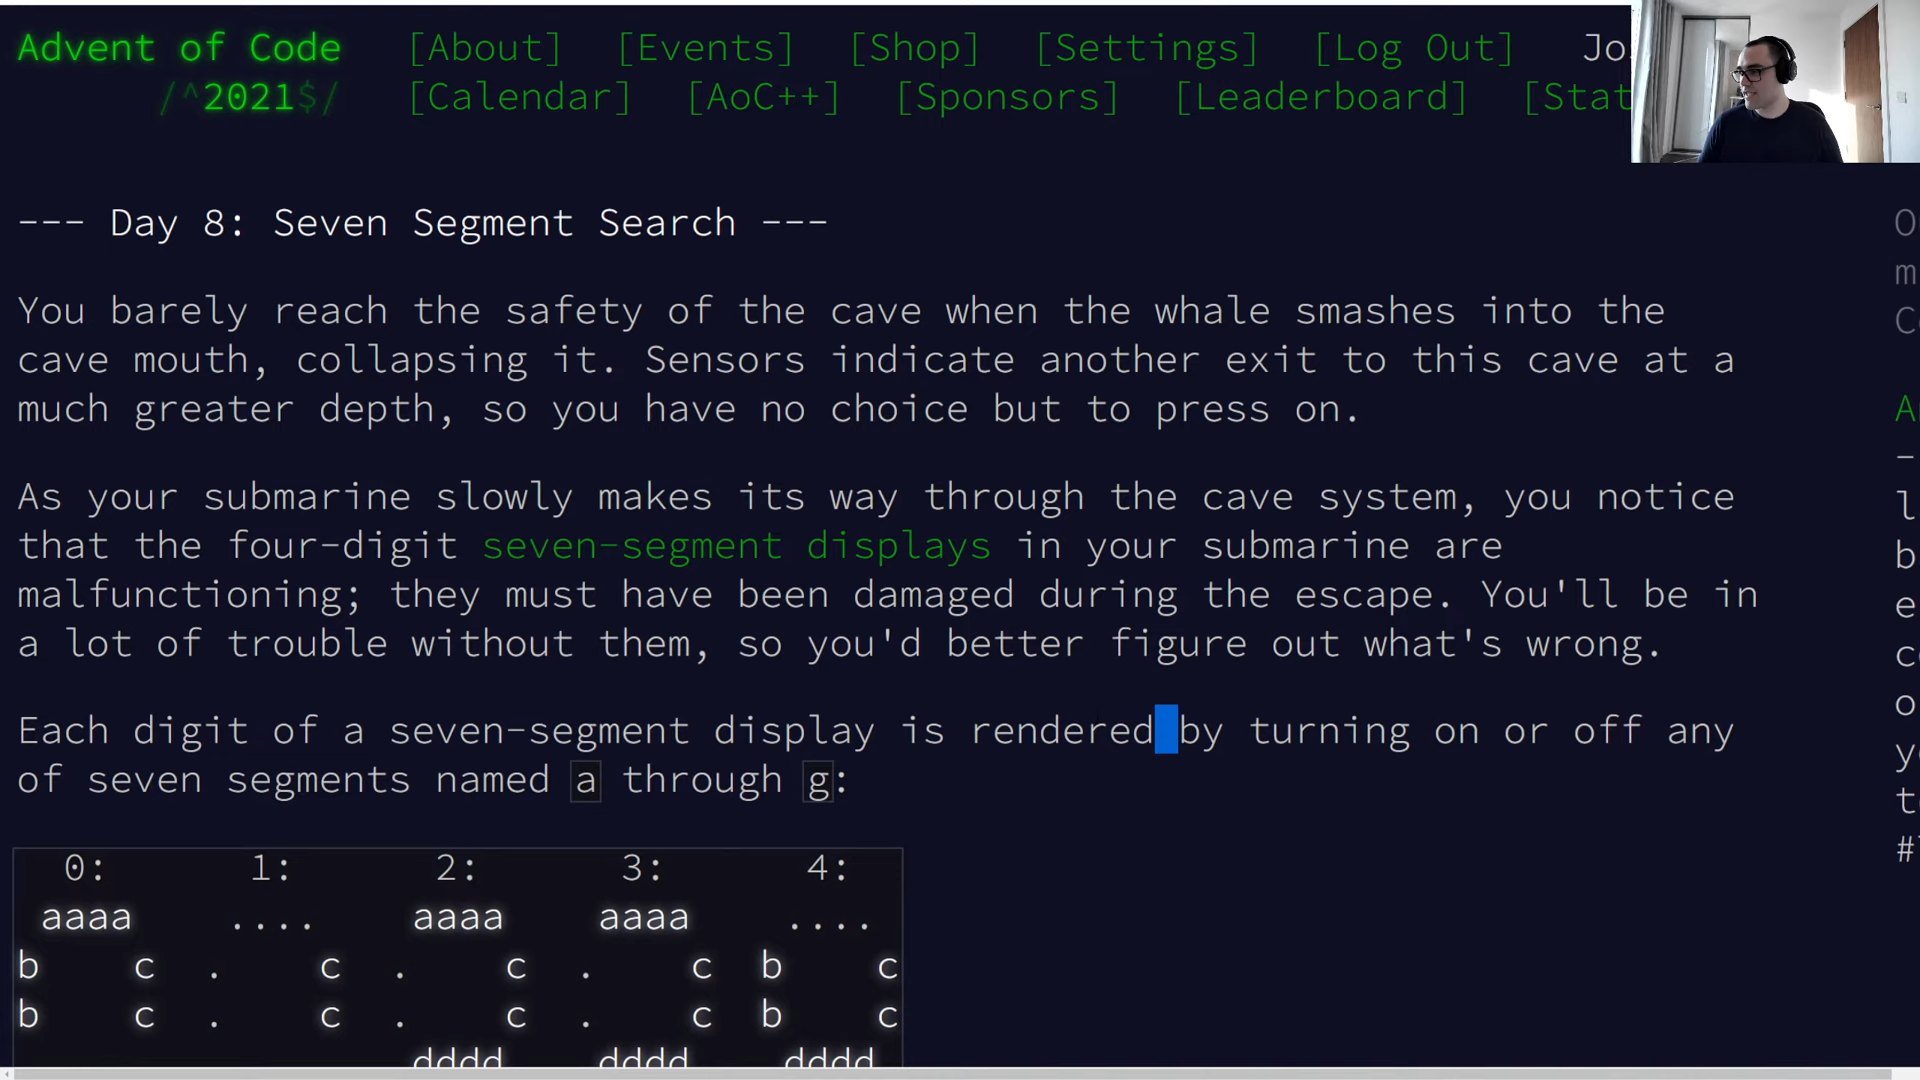 Advent of Code [About] [Events] [Shop] [Settings] [Log Out] Jo
/^2021$/ [Calendar] [AoC++] [Sponsors] [Leaderboard] [Stat
--- Day 8: Seven Segment Search ---
You barely reach the safety of the cave when the whale smashes into the
cave mouth, collapsing it. Sensors indicate another exit to this cave at a
much greater depth, so you have no choice but to press on.
As your submarine slowly makes its way through the cave system, you notice
that the four-digit seven-segment displays in your submarine are
malfunctioning; they must have been damaged during the escape. You'll be in
a lot of trouble without them, so you'd better figure out what's wrong.
Each digit of a seven-segment display is rendered by turning on or off any
of seven segments named a through g:
0: 1: 2: 3: 4:
aaaa .... aaaa aaaa ....
b c . c . c . c b c
b c . c . c . c b c
dddd dddd dddd